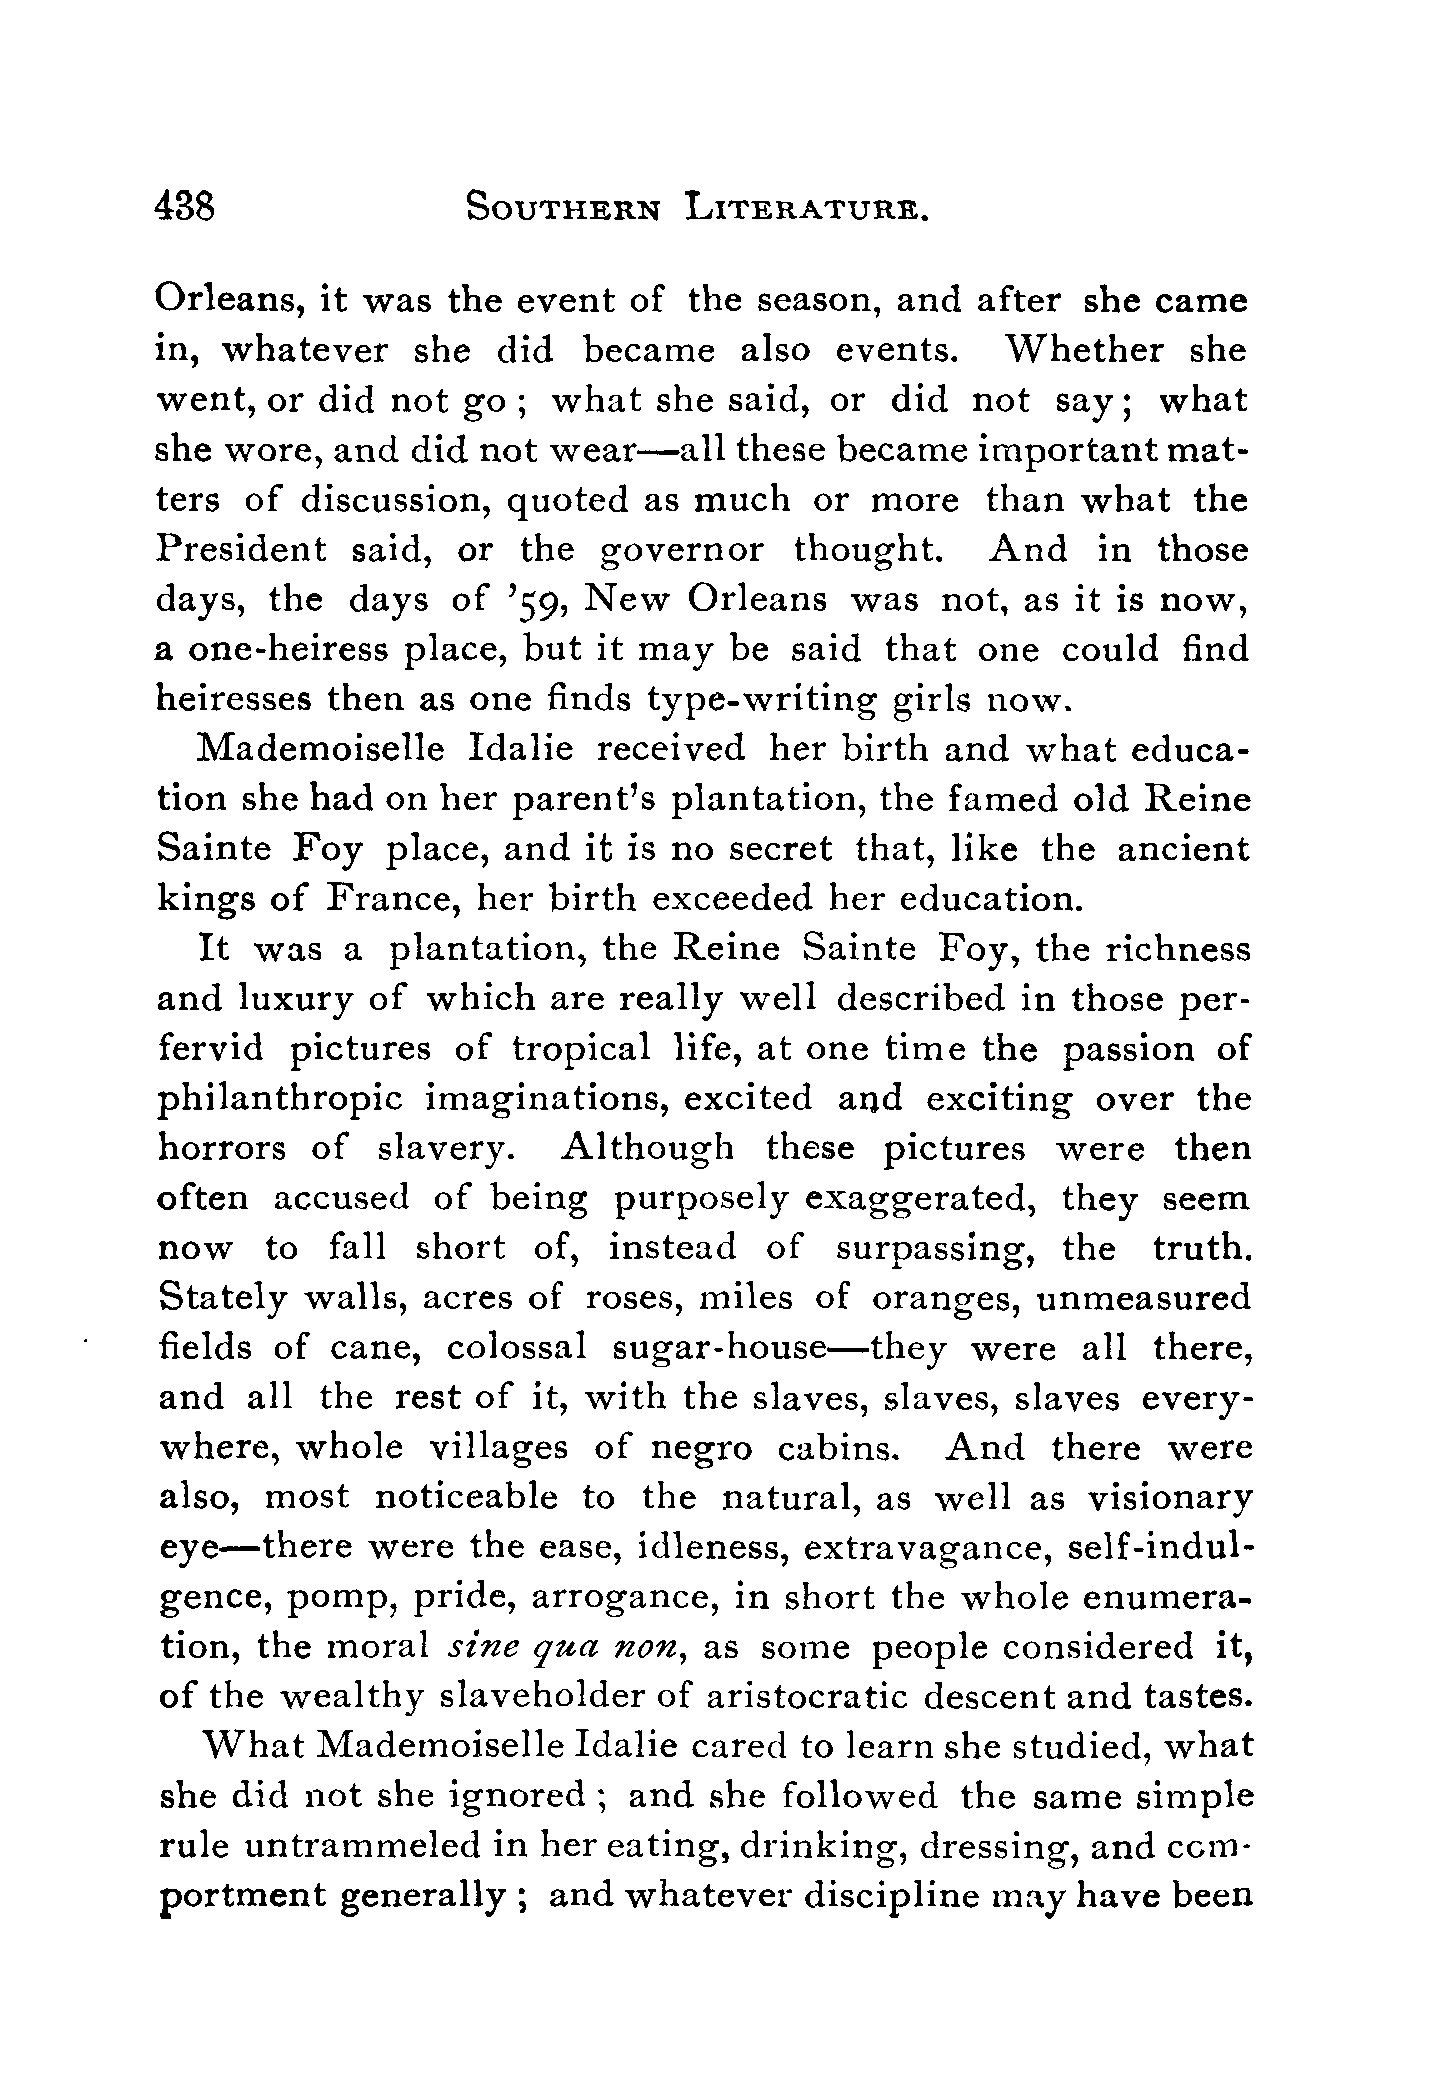 438 SOUTHERN LITERATURE.
Orleans, it was the event of the season, and after she came
in, whatever she did became also events. Whether she
went, or did not go ; what she said, or did not say; what
she wore, and did not wear—all these became important mat-
ters of discussion, quoted as much or more than what the
President said, or the governor thought. And in those
days, the days of ’59, New Orleans was not, as it is now,
a one-heiress place, but it may be said that one could find
heiresses then as one finds type-writing girls now.
Mademoiselle Idalie received her birth and what educa-
tion she had on her parent’s plantation, the famed old Reine
Sainte Foy place, and it is no secret that, like the ancient
kings of France, her birth exceeded her education.
It was a plantation, the Reine Sainte Foy, the richness
and luxury of which are really well described in those per-
fervid pictures of tropical life, at one time the passion of
philanthropic imaginations, excited and exciting over the
horrors of slavery. Although these pictures were then
often accused of being purposely exaggerated, they seem
now to fall short of, instead of surpassing, the truth.
Stately walls, acres of roses, miles of oranges, unmeasured
fields of cane, colossal sugar-house—they were all there,
and all the rest of it, with the slaves, slaves, slaves every-
where, whole villages of negro cabins. And there were
also, most noticeable to the natural, as well as visionary
eye—there were the ease, idleness, extravagance, self-indul-
gence, pomp, pride, arrogance, in short the whole enumera-
tion, the moral sine qua non, as some people considered it,
of the wealthy slaveholder of aristocratic descent and tastes.
What Mademoiselle Idalie cared to learn she studied, what
she did not she ignored ; and she followed the same simple
rule untrammeled in her eating, drinking, dressing, and com-
portment generally ; and whatever discipline may have been